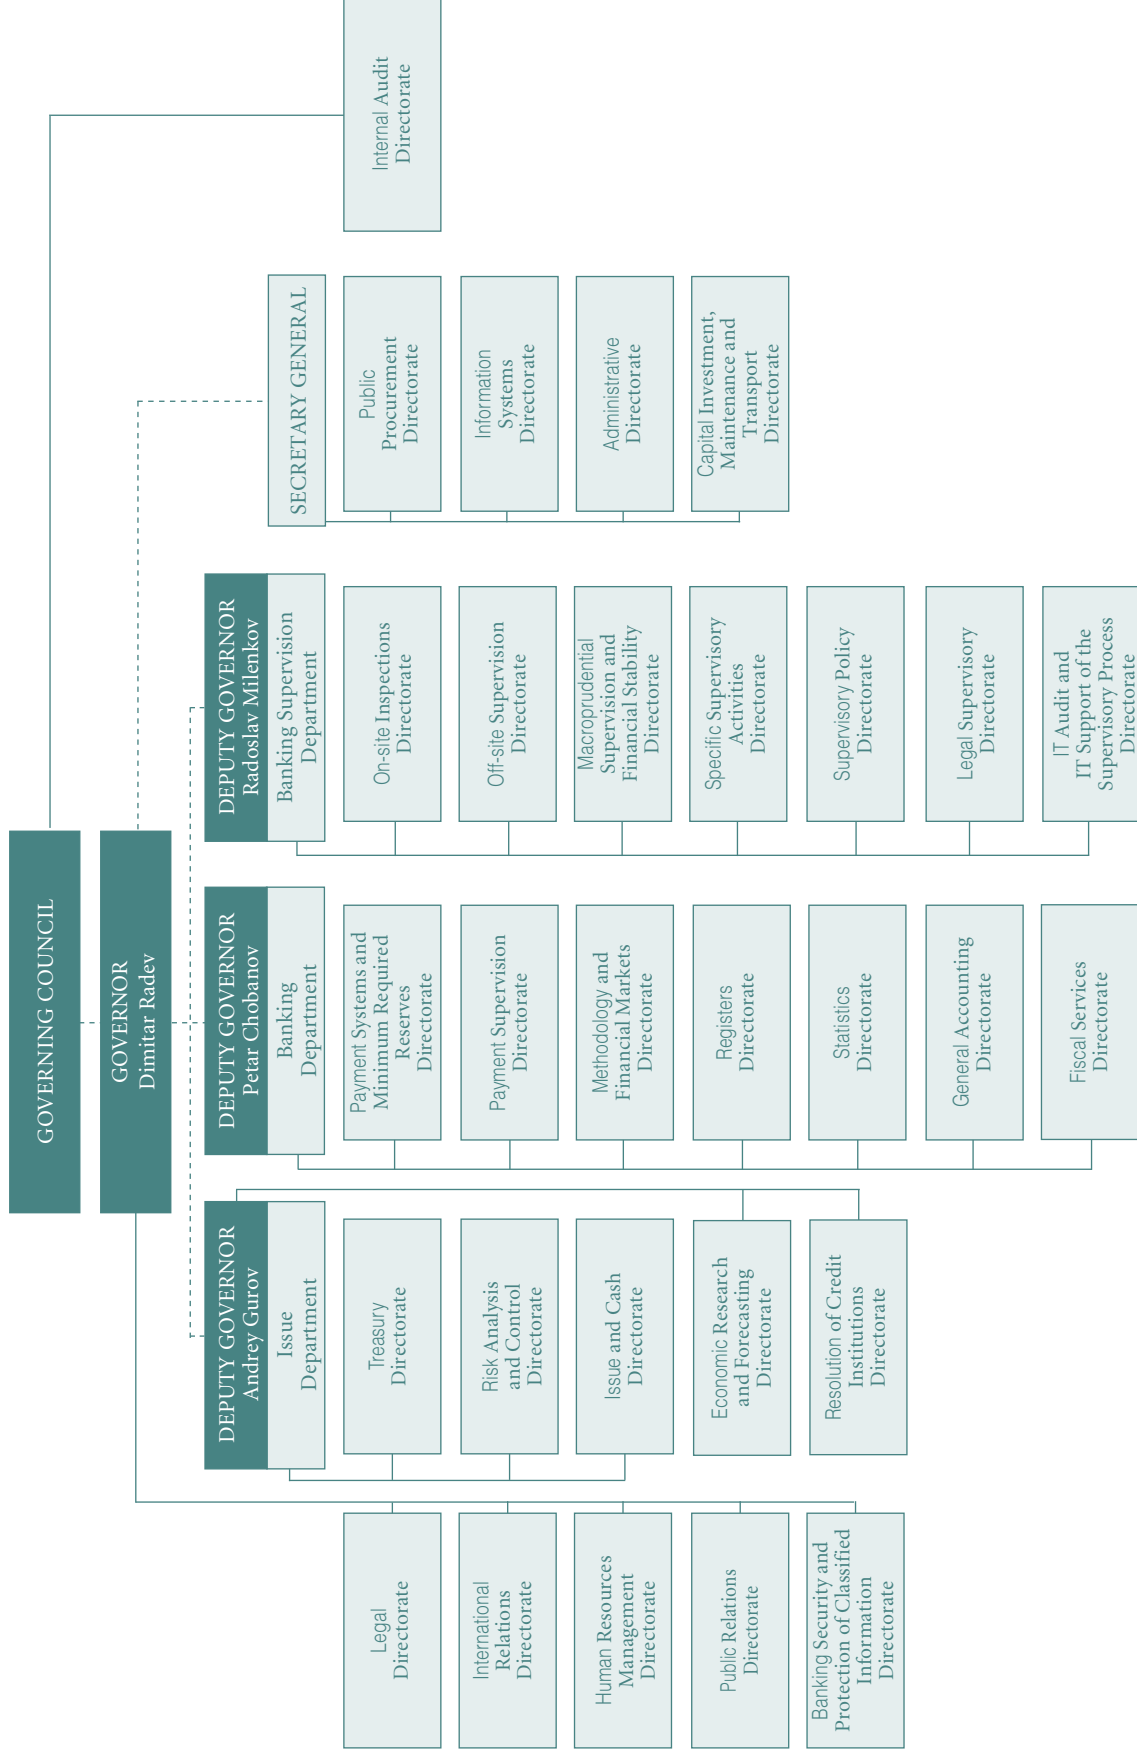 GOVERNING COUNCIL
GOVERNOR
Dimitar Radev
DEPUTY GOVERNOR
Andrey Gurov
Issue
Department
DEPUTY GOVERNOR
Petar Chobanov
Banking
Department
DEPUTY GOVERNOR
Radoslav Milenkov
Banking Supervision
Department
SECRETARY GENERAL
Legal
Directorate
International
Relations
Directorate
Human Resources
Management
Directorate
Public Relations
Directorate
Banking Security and
Protection of Classified
Information
Directorate
Treasury
Directorate
Risk Analysis
and Control
Directorate
Issue and Cash
Directorate
Economic Research
and Forecasting
Directorate
Resolution of Credit
Institutions
Directorate
Payment Systems and
Minimum Required
Reserves
Directorate
Payment Supervision
Directorate
Methodology and
Financial Markets
Directorate
Registers
Directorate
Statistics
Directorate
General Accounting
Directorate
Fiscal Services
Directorate
On-site Inspections
Directorate
Off-site Supervision
Directorate
Macroprudential
Supervision and
Financial Stability
Directorate
Specific Supervisory
Activities
Directorate
Supervisory Policy
Directorate
Legal Supervisory
Directorate
IT Audit and
IT Support of the
Supervisory Process
Directorate
Public
Procurement
Directorate
Information
Systems
Directorate
Administrative
Directorate
Capital Investment,
Maintenance and
Transport
Directorate
Internal Audit
Directorate